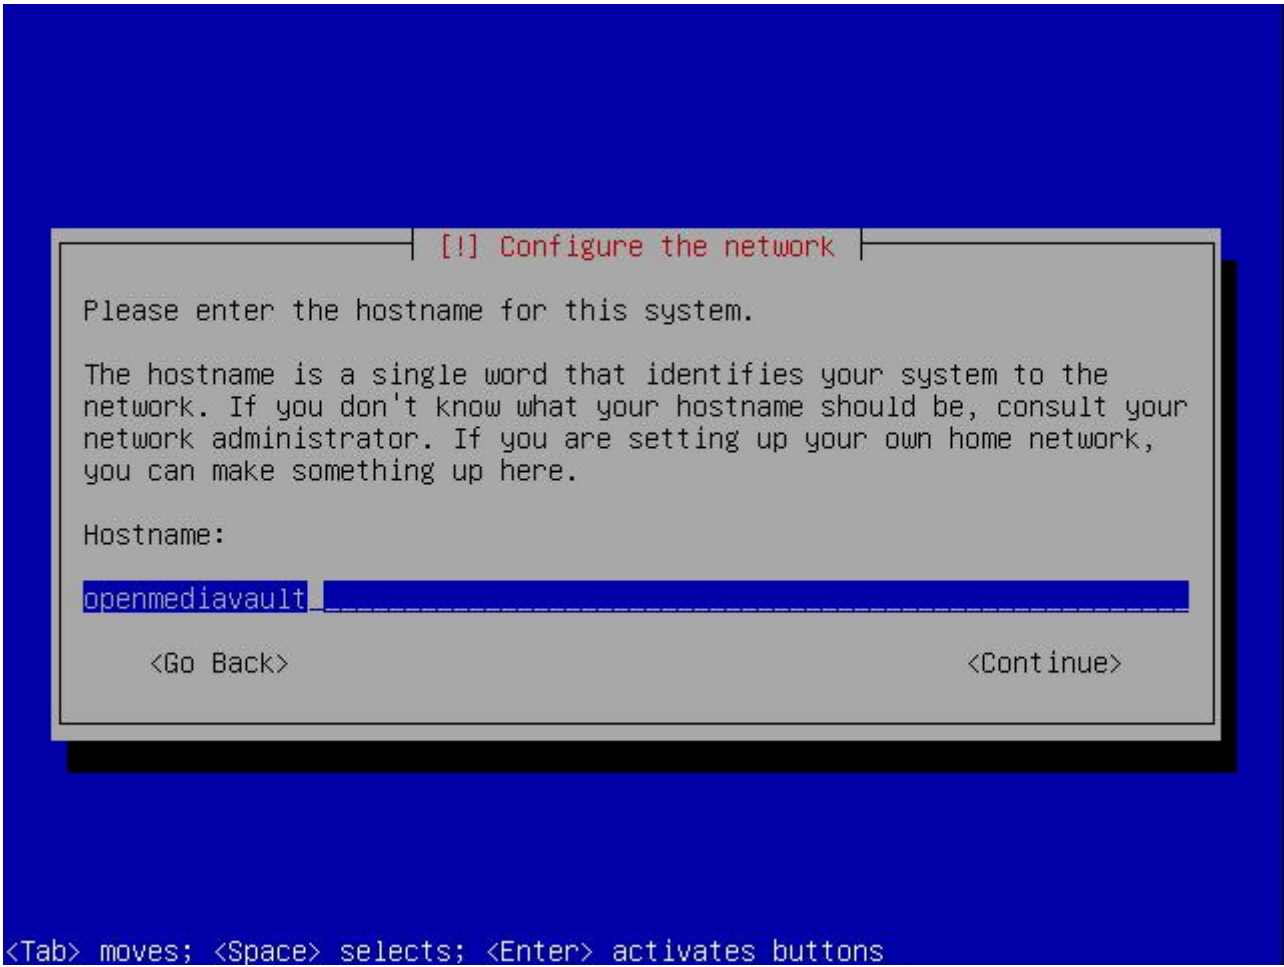 [!] Configure the network
Please enter the hostname for this system.
The hostname is a single word that identifies your system to the
network. If you don't know what your hostname should be, consult your
network administrator. If you are setting up your own home network,
you can make something up here.
Hostname:
openmediavault
<Go Back> <Continue>
<Tab> moves; <Space> selects; <Enter> activates buttons